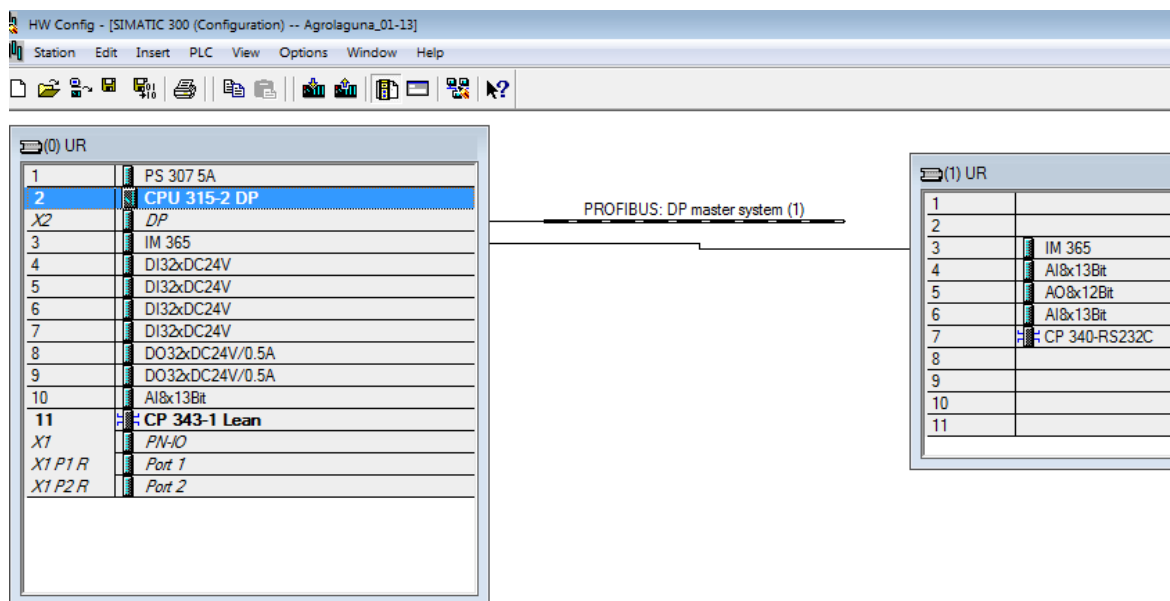 HW Config - [SIMATIC 300 (Configuration) -- Agrolaguna_01-13]
Station Edit Insert PLC View Options Window Help
(0) UR
1 PS 307 5A
2 CPU 315-2 DP
X2 DP
3 IM 365
4 DI32xDC24V
5 DI32xDC24V
6 DI32xDC24V
7 DI32xDC24V
8 DO32xDC24V/0.5A
9 DO32xDC24V/0.5A
10 AI8x13Bit
11 CP 343-1 Lean
X1 PN-IO
X1 P1 R Port 1
X1 P2 R Port 2
PROFIBUS: DP master system (1)
(1) UR
1
2
3 IM 365
4 AI8x13Bit
5 AO8x12Bit
6 AI8x13Bit
7 CP 340-RS232C
8
9
10
11